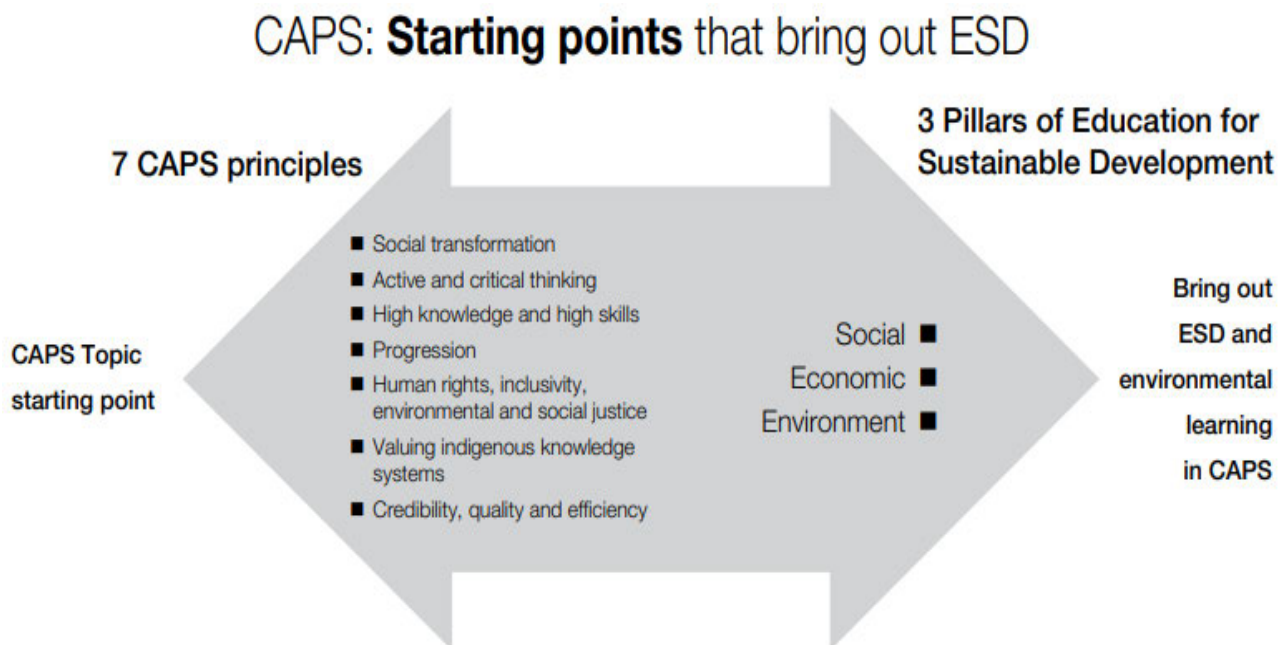 CAPS: Starting points that bring out ESD
7 CAPS principles
3 Pillars of Education for
Sustainable Development
CAPS Topic
starting point
■ Social transformation
■ Active and critical thinking
■ High knowledge and high skills
■ Progression
■ Human rights, inclusivity,
environmental and social justice
■ Valuing indigenous knowledge
systems
■ Credibility, quality and efficiency
Social ■
Economic ■
Environment ■
Bring out
ESD and
environmental
learning
in CAPS